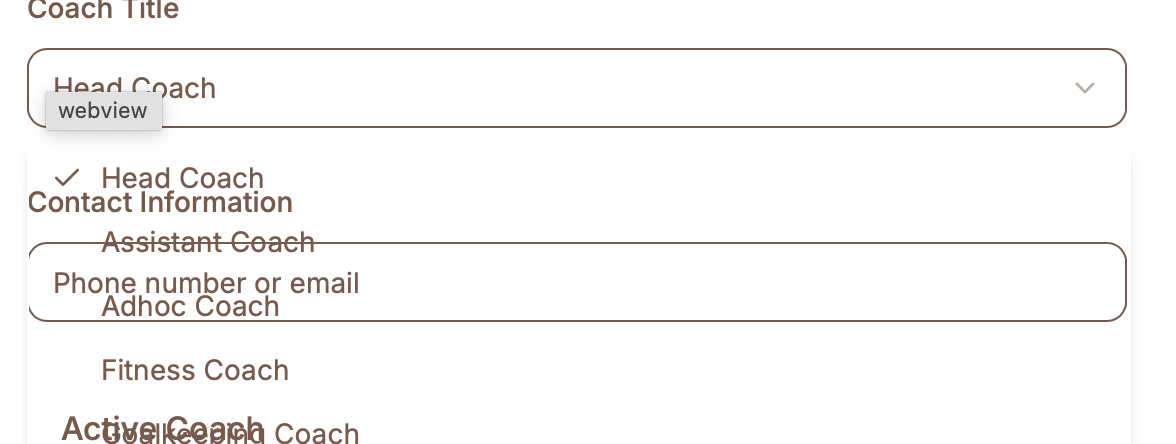 Coach Title
Head Coach
webview
Head Coach
Contact Information
Assistant Coach
Phone number or email
Adhoc Coach
Fitness Coach
Active Coach
Goalkeeping Coach